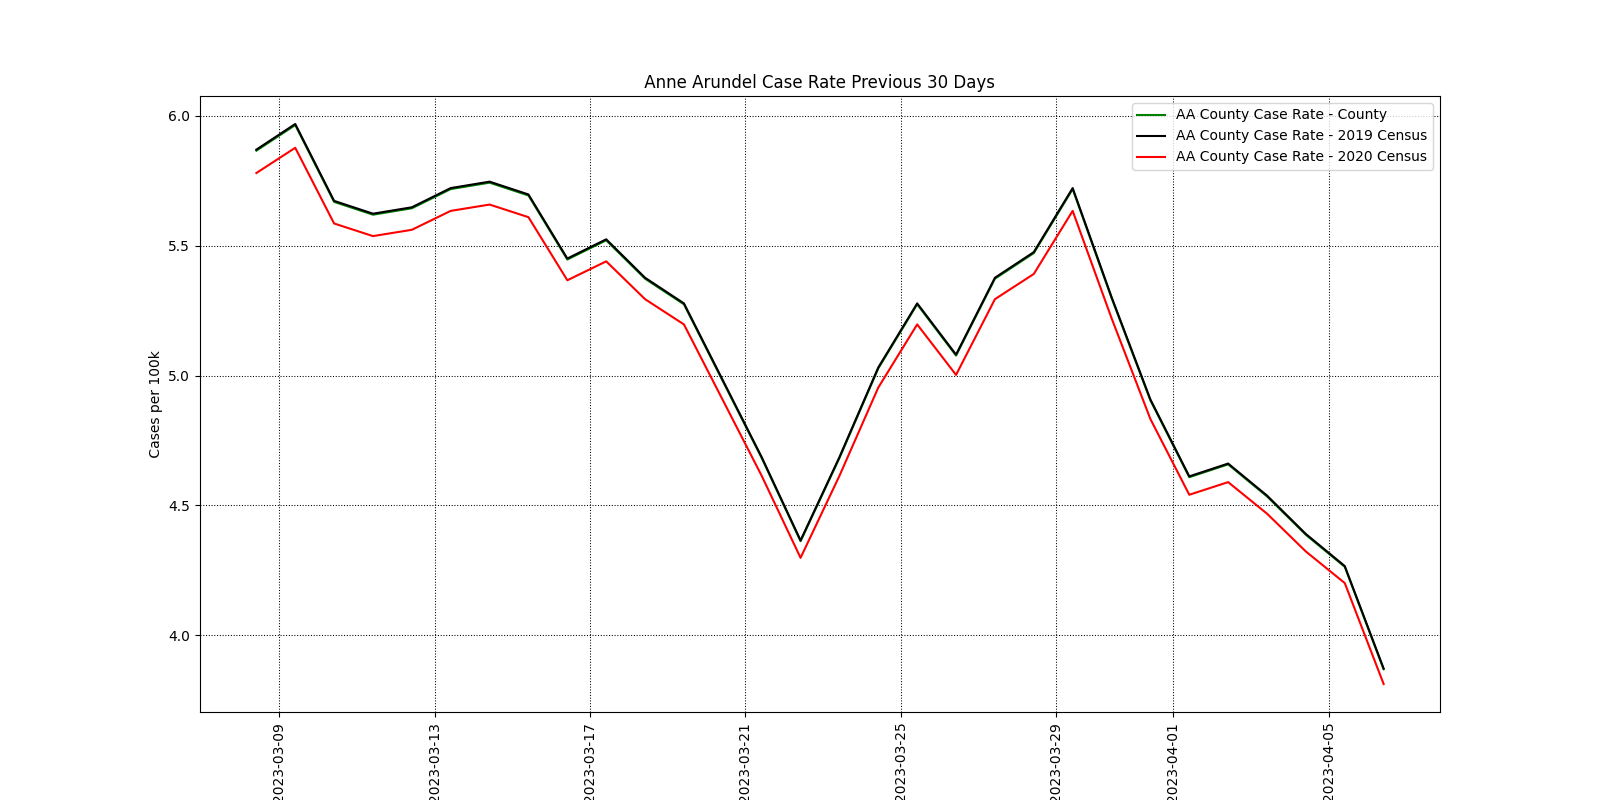 Anne Arundel Case Rate Previous 30 Days
AA County Case Rate - County
AA County Case Rate - 2019 Census
AA County Case Rate - 2020 Census
Cases per 100k
6.0
5.5
5.0
4.5
4.0
2023-03-09
2023-03-13
2023-03-17
2023-03-21
2023-03-25
2023-03-29
2023-04-01
2023-04-05